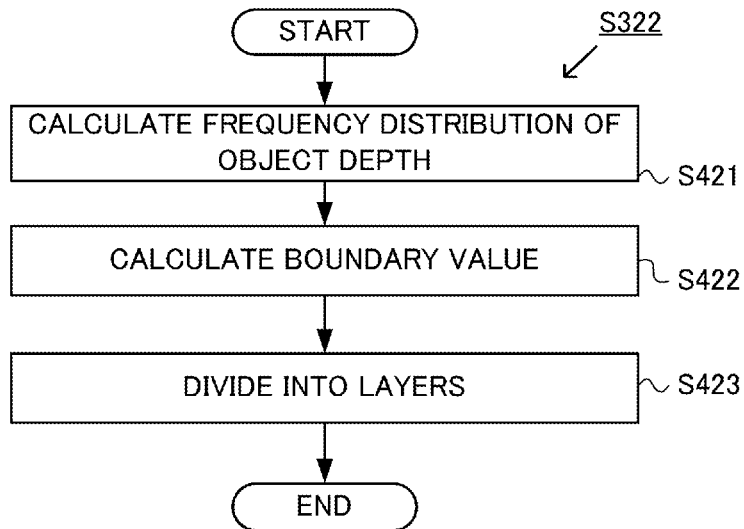 START
S322
CALCULATE FREQUENCY DISTRIBUTION OF
OBJECT DEPTH
S421
CALCULATE BOUNDARY VALUE
S422
DIVIDE INTO LAYERS
S423
END